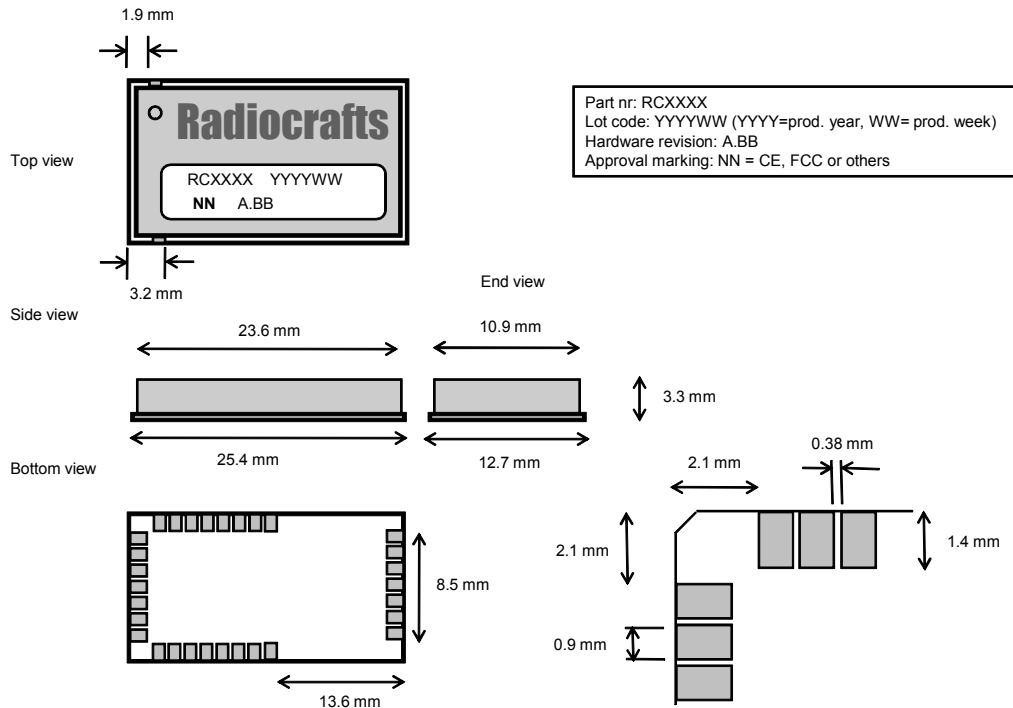 1.9 mm
Radiocrafts
RCXXXX YYYYWW
NN A.BB
Part nr: RCXXXX
Lot code: YYYYWW (YYYY=prod. year, WW= prod. week)
Hardware revision: A.BB
Approval marking: NN = CE, FCC or others
Top view
3.2 mm
End view
Side view
23.6 mm
10.9 mm
3.3 mm
25.4 mm
12.7 mm
0.38 mm
Bottom view
2.1 mm
2.1 mm
1.4 mm
8.5 mm
0.9 mm
13.6 mm